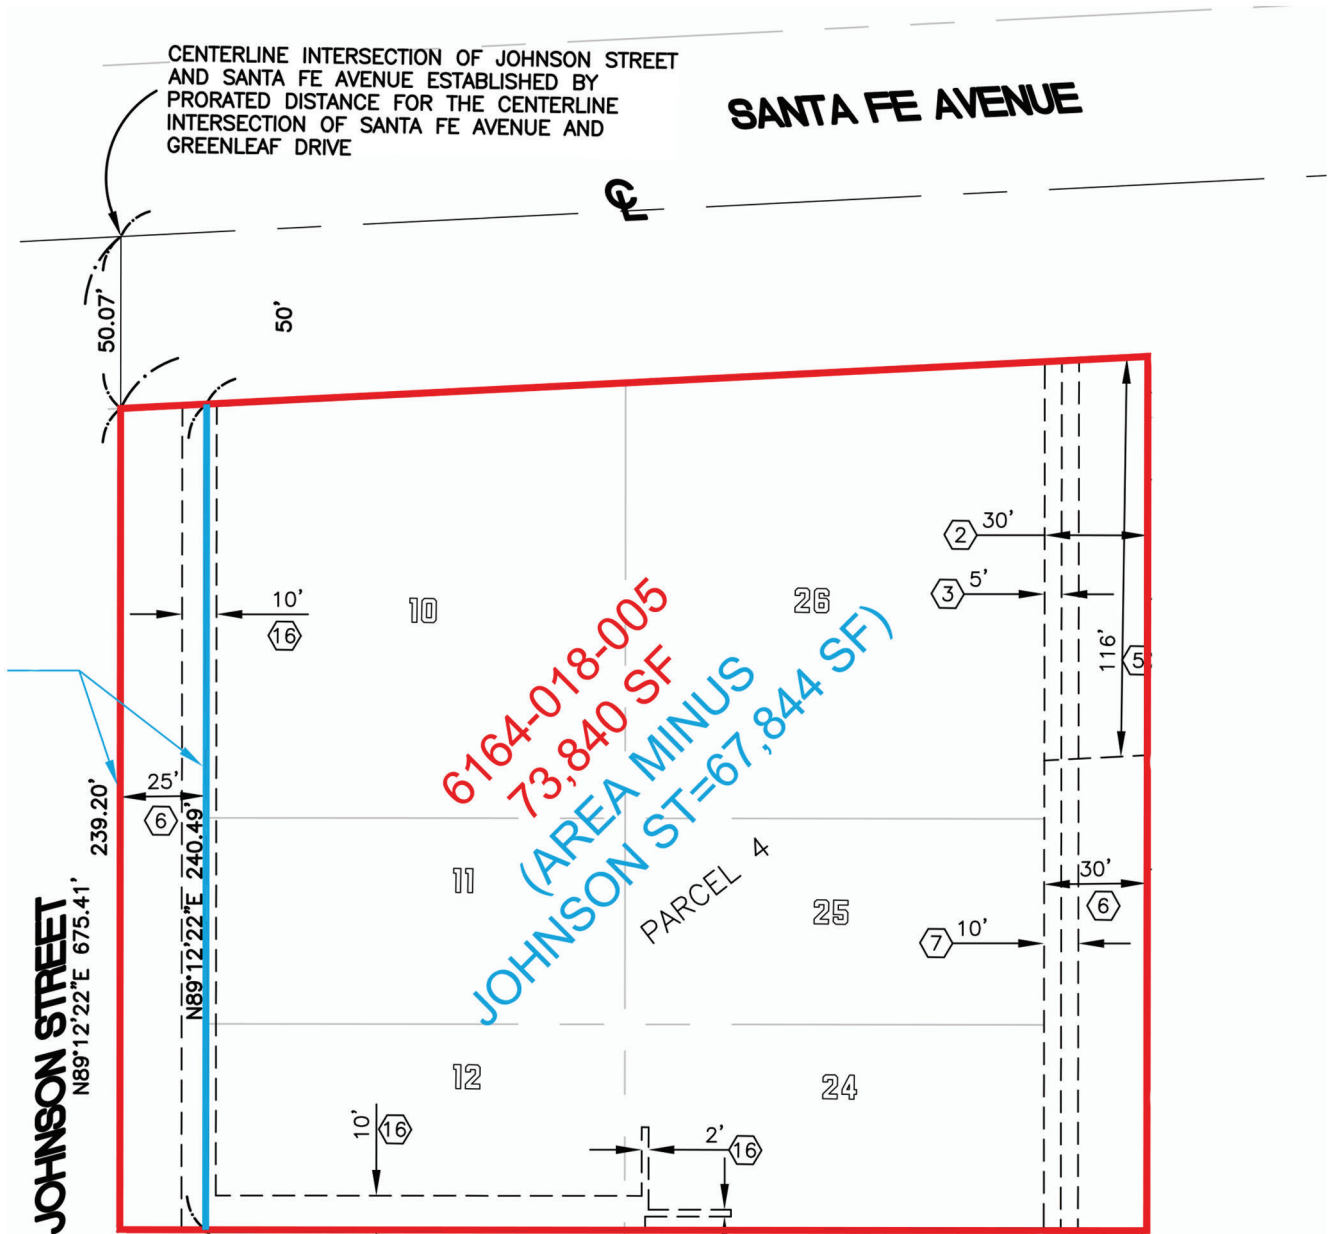 CENTERLINE INTERSECTION OF JOHNSON STREET
AND SANTA FE AVENUE ESTABLISHED BY
PRORATED DISTANCE FOR THE CENTERLINE
INTERSECTION OF SANTA FE AVENUE AND
GREENLEAF DRIVE
SANTA FE AVENUE
CL
50.07'
50'
2 30'
3 5'
10'
16
10
26
116'
5
6164-018-005
73,840 SF
(AREA MINUS
JOHNSON ST=67,844 SF)
PARCEL 4
25'
6
239.20'
N89°12'22"E 240.49'
11
25
30'
6
7 10'
JOHNSON STREET
N89°12'22"E 675.41'
12
24
10'
16
2'
16